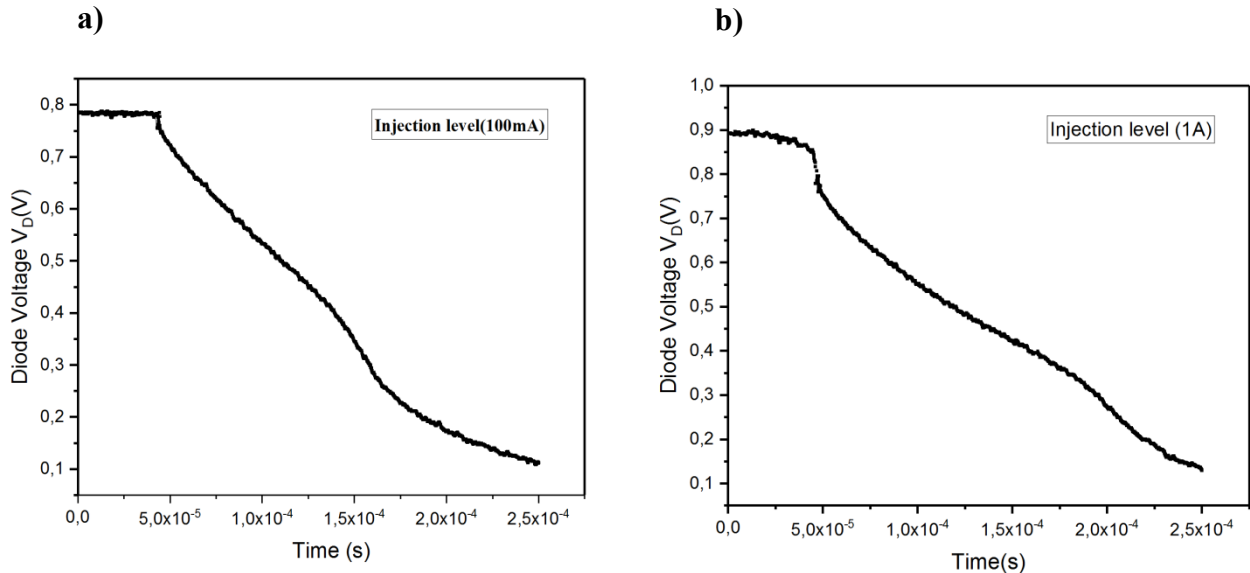 a)
0,8
0,7
0,6
0,5
0,4
0,3
0,2
0,1
Diode Voltage V_D(V)
Injection level(100mA)
0,0 5,0x10⁻⁵ 1,0x10⁻⁴ 1,5x10⁻⁴ 2,0x10⁻⁴ 2,5x10⁻⁴
Time (s)
b)
1,0
0,9
0,8
0,7
0,6
0,5
0,4
0,3
0,2
0,1
Diode Voltage V_D(V)
Injection level (1A)
0,0 5,0x10⁻⁵ 1,0x10⁻⁴ 1,5x10⁻⁴ 2,0x10⁻⁴ 2,5x10⁻⁴
Time(s)